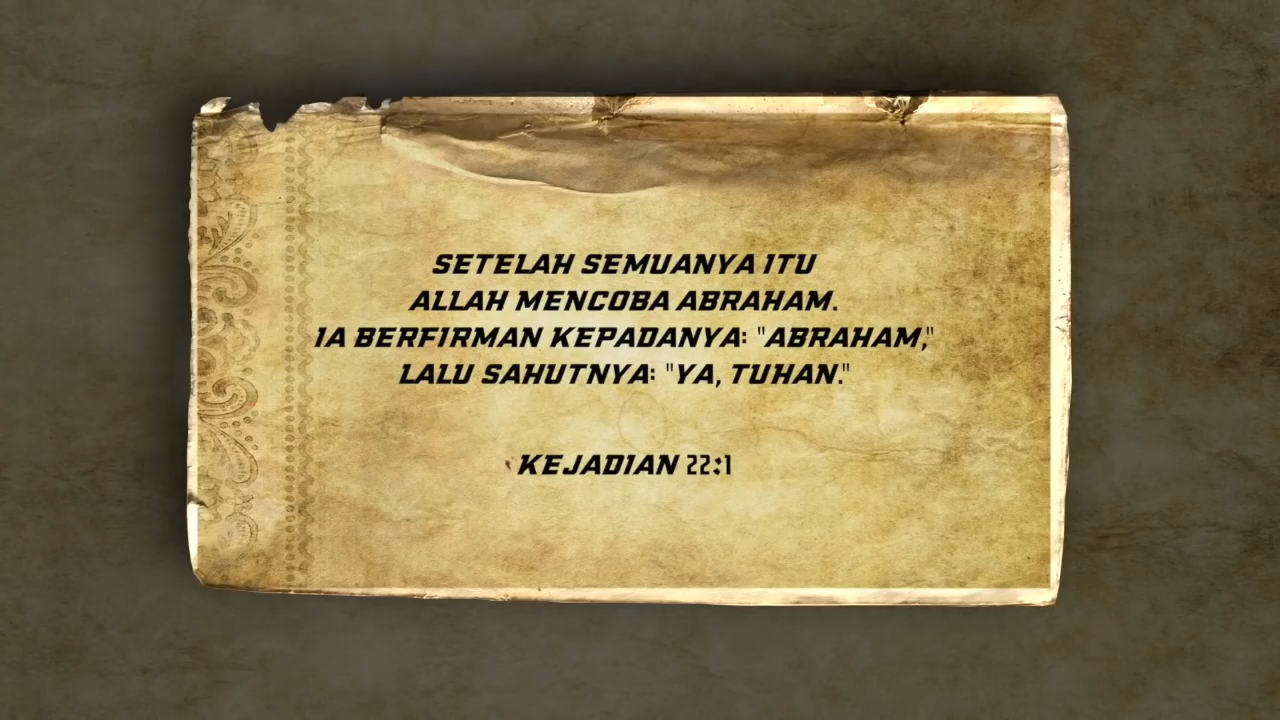 SETELAH SEMUANYA ITU
ALLAH MENCOBA ABRAHAM.
IA BERFIRMAN KEPADANYA: "ABRAHAM,"
LALU SAHUTNYA: "YA, TUHAN."
KEJADIAN 22:1